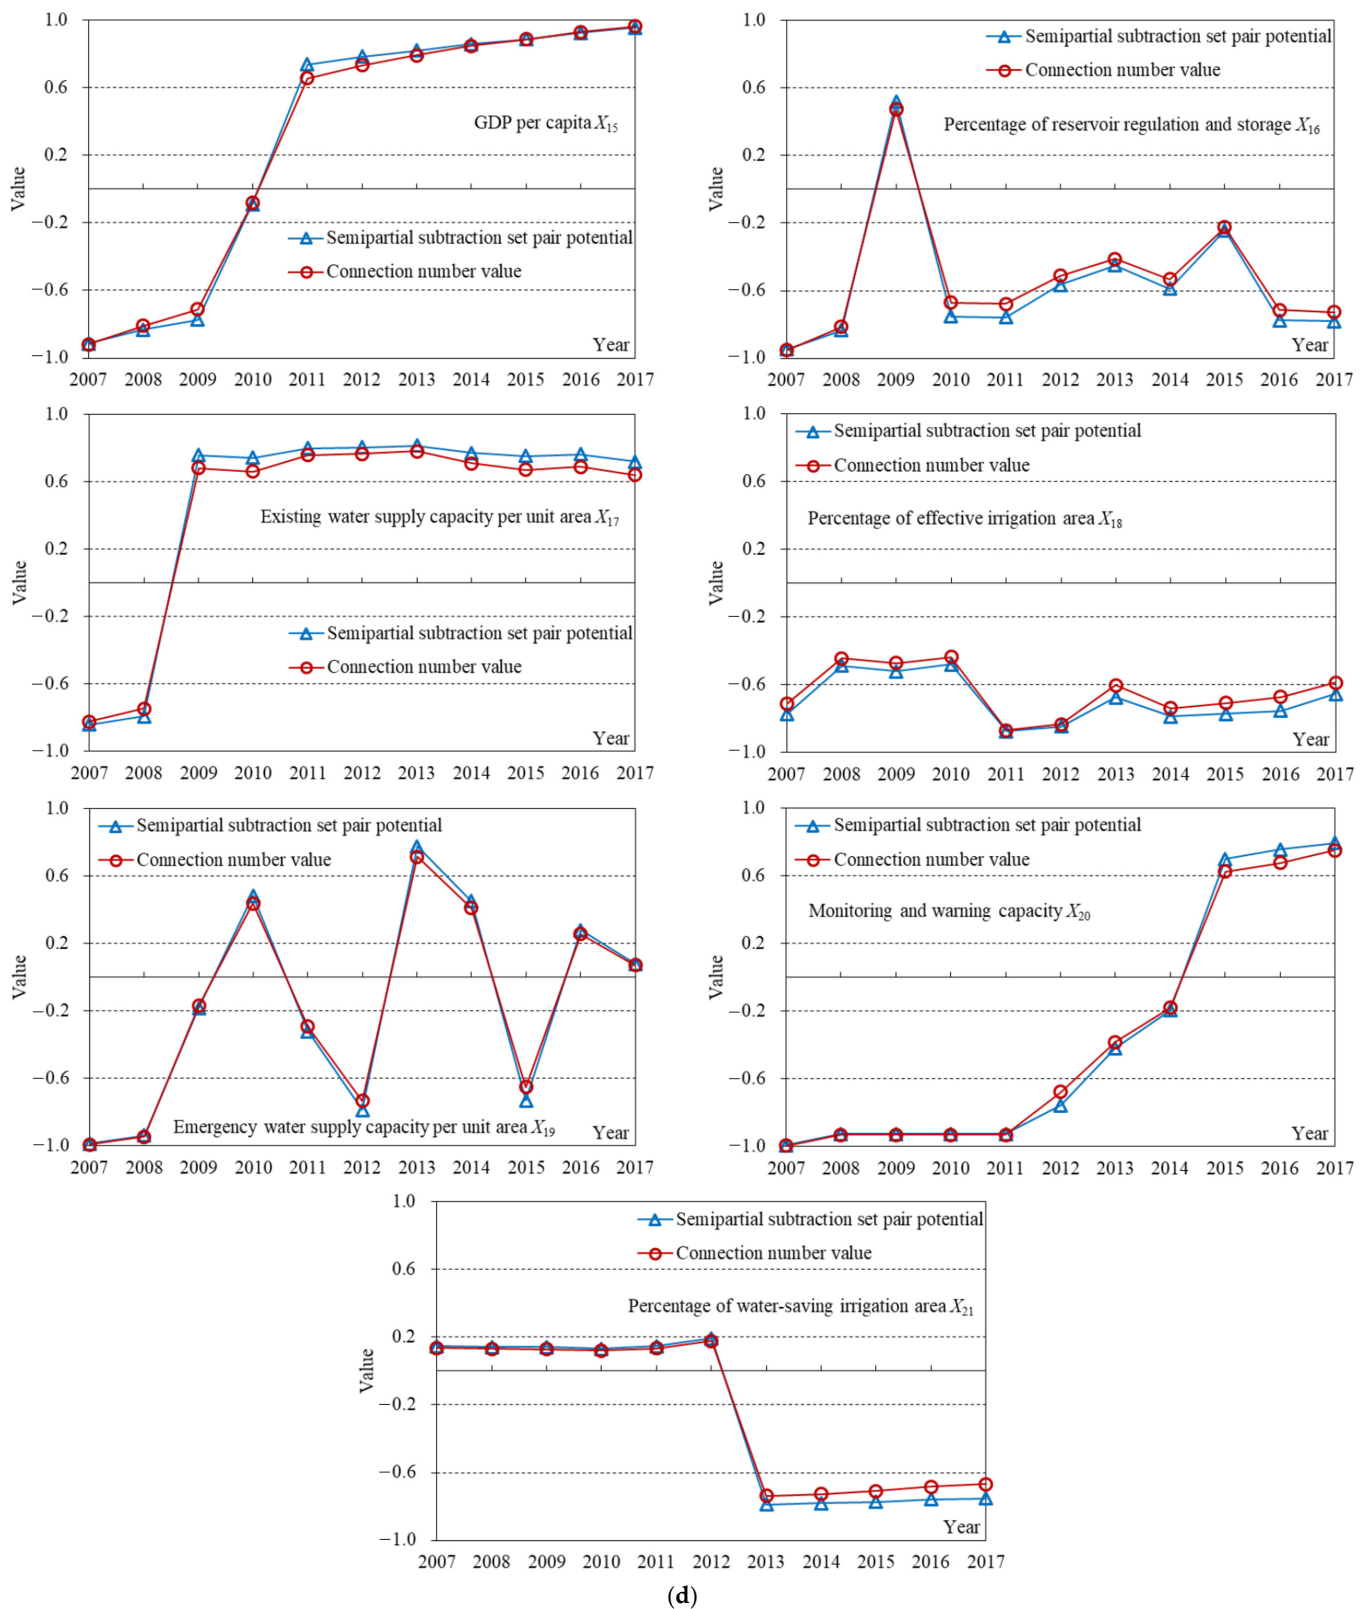 1.0
0.6
0.2
−0.2
−0.6
−1.0
Value
GDP per capita X15
Semipartial subtraction set pair potential
Connection number value
Year
2007 2008 2009 2010 2011 2012 2013 2014 2015 2016 2017
1.0
0.6
0.2
−0.2
−0.6
−1.0
Value
Semipartial subtraction set pair potential
Connection number value
Percentage of reservoir regulation and storage X16
Year
2007 2008 2009 2010 2011 2012 2013 2014 2015 2016 2017
1.0
0.6
0.2
−0.2
−0.6
−1.0
Value
Existing water supply capacity per unit area X17
Semipartial subtraction set pair potential
Connection number value
Year
2007 2008 2009 2010 2011 2012 2013 2014 2015 2016 2017
1.0
0.6
0.2
−0.2
−0.6
−1.0
Value
Semipartial subtraction set pair potential
Connection number value
Percentage of effective irrigation area X18
Year
2007 2008 2009 2010 2011 2012 2013 2014 2015 2016 2017
1.0
0.6
0.2
−0.2
−0.6
−1.0
Value
Semipartial subtraction set pair potential
Connection number value
Emergency water supply capacity per unit area X19
Year
2007 2008 2009 2010 2011 2012 2013 2014 2015 2016 2017
1.0
0.6
0.2
−0.2
−0.6
−1.0
Value
Semipartial subtraction set pair potential
Connection number value
Monitoring and warning capacity X20
Year
2007 2008 2009 2010 2011 2012 2013 2014 2015 2016 2017
1.0
0.6
0.2
−0.2
−0.6
−1.0
Value
Semipartial subtraction set pair potential
Connection number value
Percentage of water-saving irrigation area X21
Year
2007 2008 2009 2010 2011 2012 2013 2014 2015 2016 2017
(d)